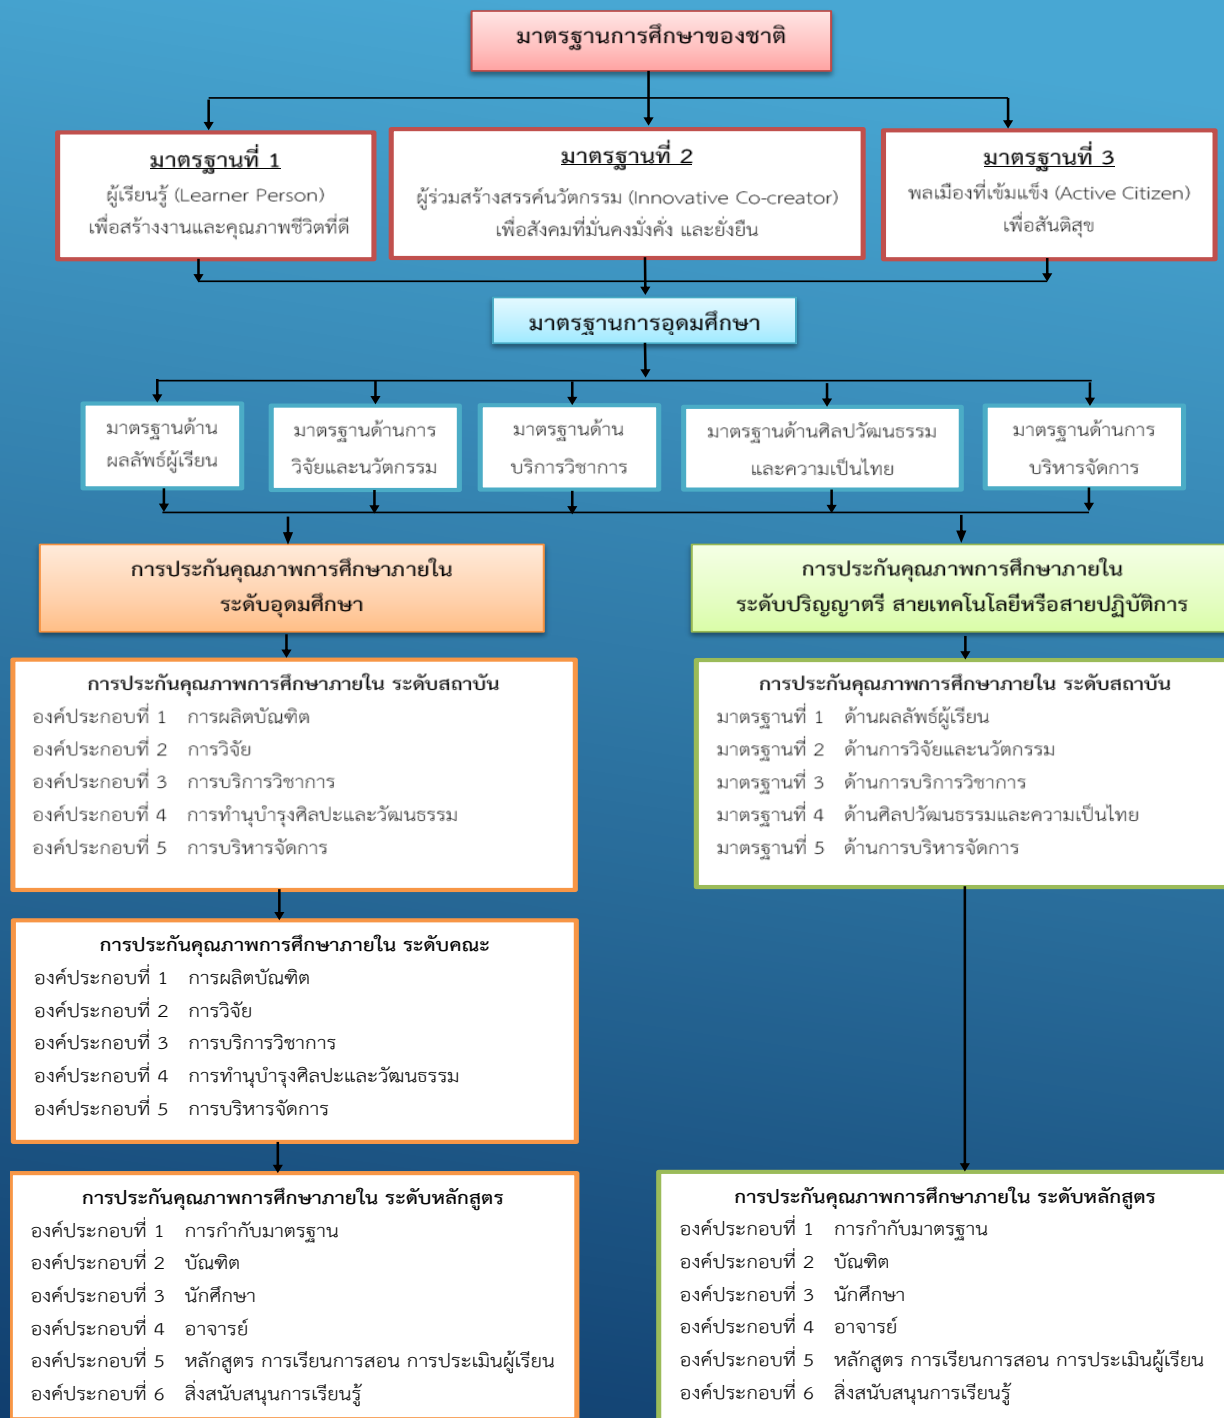 มาตรฐานการศึกษาของชาติ
มาตรฐานที่ 1
ผู้เรียนรู้ (Learner Person)
เพื่อสร้างงานและคุณภาพชีวิตที่ดี
มาตรฐานที่ 2
ผู้ร่วมสร้างสรรค์นวัตกรรม (Innovative Co-creator)
เพื่อสังคมที่มั่นคงมั่งคั่ง และยั่งยืน
มาตรฐานที่ 3
พลเมืองที่เข้มแข็ง (Active Citizen)
เพื่อสันติสุข
มาตรฐานการอุดมศึกษา
มาตรฐานด้าน
ผลลัพธ์ผู้เรียน
มาตรฐานด้านการ
วิจัยและนวัตกรรม
มาตรฐานด้าน
บริการวิชาการ
มาตรฐานด้านศิลปวัฒนธรรม
และความเป็นไทย
มาตรฐานด้านการ
บริหารจัดการ
การประกันคุณภาพการศึกษาภายใน
ระดับอุดมศึกษา
การประกันคุณภาพการศึกษาภายใน ระดับสถาบัน
องค์ประกอบที่ 1 การผลิตบัณฑิต
องค์ประกอบที่ 2 การวิจัย
องค์ประกอบที่ 3 การบริการวิชาการ
องค์ประกอบที่ 4 การทำนุบำรุงศิลปะและวัฒนธรรม
องค์ประกอบที่ 5 การบริหารจัดการ
การประกันคุณภาพการศึกษาภายใน ระดับคณะ
องค์ประกอบที่ 1 การผลิตบัณฑิต
องค์ประกอบที่ 2 การวิจัย
องค์ประกอบที่ 3 การบริการวิชาการ
องค์ประกอบที่ 4 การทำนุบำรุงศิลปะและวัฒนธรรม
องค์ประกอบที่ 5 การบริหารจัดการ
การประกันคุณภาพการศึกษาภายใน ระดับหลักสูตร
องค์ประกอบที่ 1 การกำกับมาตรฐาน
องค์ประกอบที่ 2 บัณฑิต
องค์ประกอบที่ 3 นักศึกษา
องค์ประกอบที่ 4 อาจารย์
องค์ประกอบที่ 5 หลักสูตร การเรียนการสอน การประเมินผู้เรียน
องค์ประกอบที่ 6 สิ่งสนับสนุนการเรียนรู้
การประกันคุณภาพการศึกษาภายใน
ระดับปริญญาตรี สายเทคโนโลยีหรือสายปฏิบัติการ
การประกันคุณภาพการศึกษาภายใน ระดับสถาบัน
มาตรฐานที่ 1 ด้านผลลัพธ์ผู้เรียน
มาตรฐานที่ 2 ด้านการวิจัยและนวัตกรรม
มาตรฐานที่ 3 ด้านการบริการวิชาการ
มาตรฐานที่ 4 ด้านศิลปวัฒนธรรมและความเป็นไทย
มาตรฐานที่ 5 ด้านการบริหารจัดการ
การประกันคุณภาพการศึกษาภายใน ระดับหลักสูตร
องค์ประกอบที่ 1 การกำกับมาตรฐาน
องค์ประกอบที่ 2 บัณฑิต
องค์ประกอบที่ 3 นักศึกษา
องค์ประกอบที่ 4 อาจารย์
องค์ประกอบที่ 5 หลักสูตร การเรียนการสอน การประเมินผู้เรียน
องค์ประกอบที่ 6 สิ่งสนับสนุนการเรียนรู้